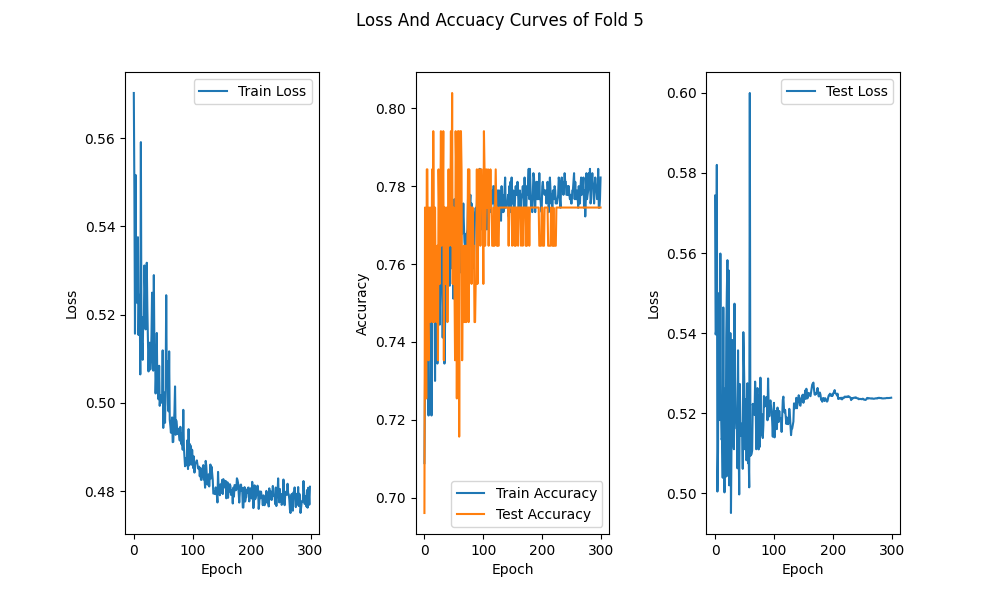 Loss And Accuacy Curves of Fold 5
Train Loss
0.56
0.54
0.52
0.50
0.48
Loss
0 100 200 300
Epoch
0.80
0.78
0.76
0.74
0.72
0.70
Accuracy
Train Accuracy
Test Accuracy
0 100 200 300
Epoch
Test Loss
0.60
0.58
0.56
0.54
0.52
0.50
Loss
0 100 200 300
Epoch